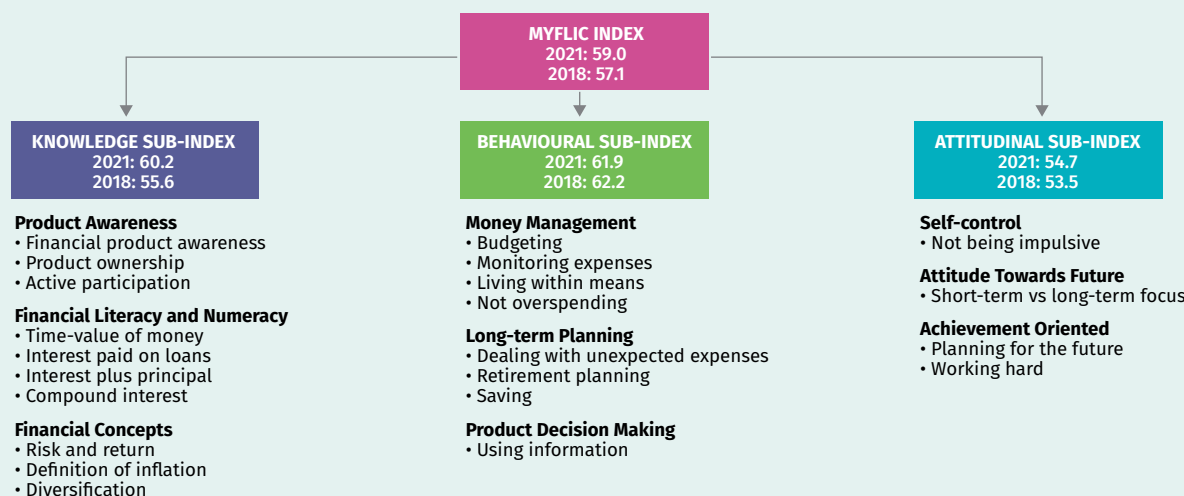 MYFLIC INDEX
2021: 59.0
2018: 57.1
KNOWLEDGE SUB-INDEX
2021: 60.2
2018: 55.6
Product Awareness
• Financial product awareness
• Product ownership
• Active participation
Financial Literacy and Numeracy
• Time-value of money
• Interest paid on loans
• Interest plus principal
• Compound interest
Financial Concepts
• Risk and return
• Definition of inflation
• Diversification
BEHAVIOURAL SUB-INDEX
2021: 61.9
2018: 62.2
Money Management
• Budgeting
• Monitoring expenses
• Living within means
• Not overspending
Long-term Planning
• Dealing with unexpected expenses
• Retirement planning
• Saving
Product Decision Making
• Using information
ATTITUDINAL SUB-INDEX
2021: 54.7
2018: 53.5
Self-control
• Not being impulsive
Attitude Towards Future
• Short-term vs long-term focus
Achievement Oriented
• Planning for the future
• Working hard